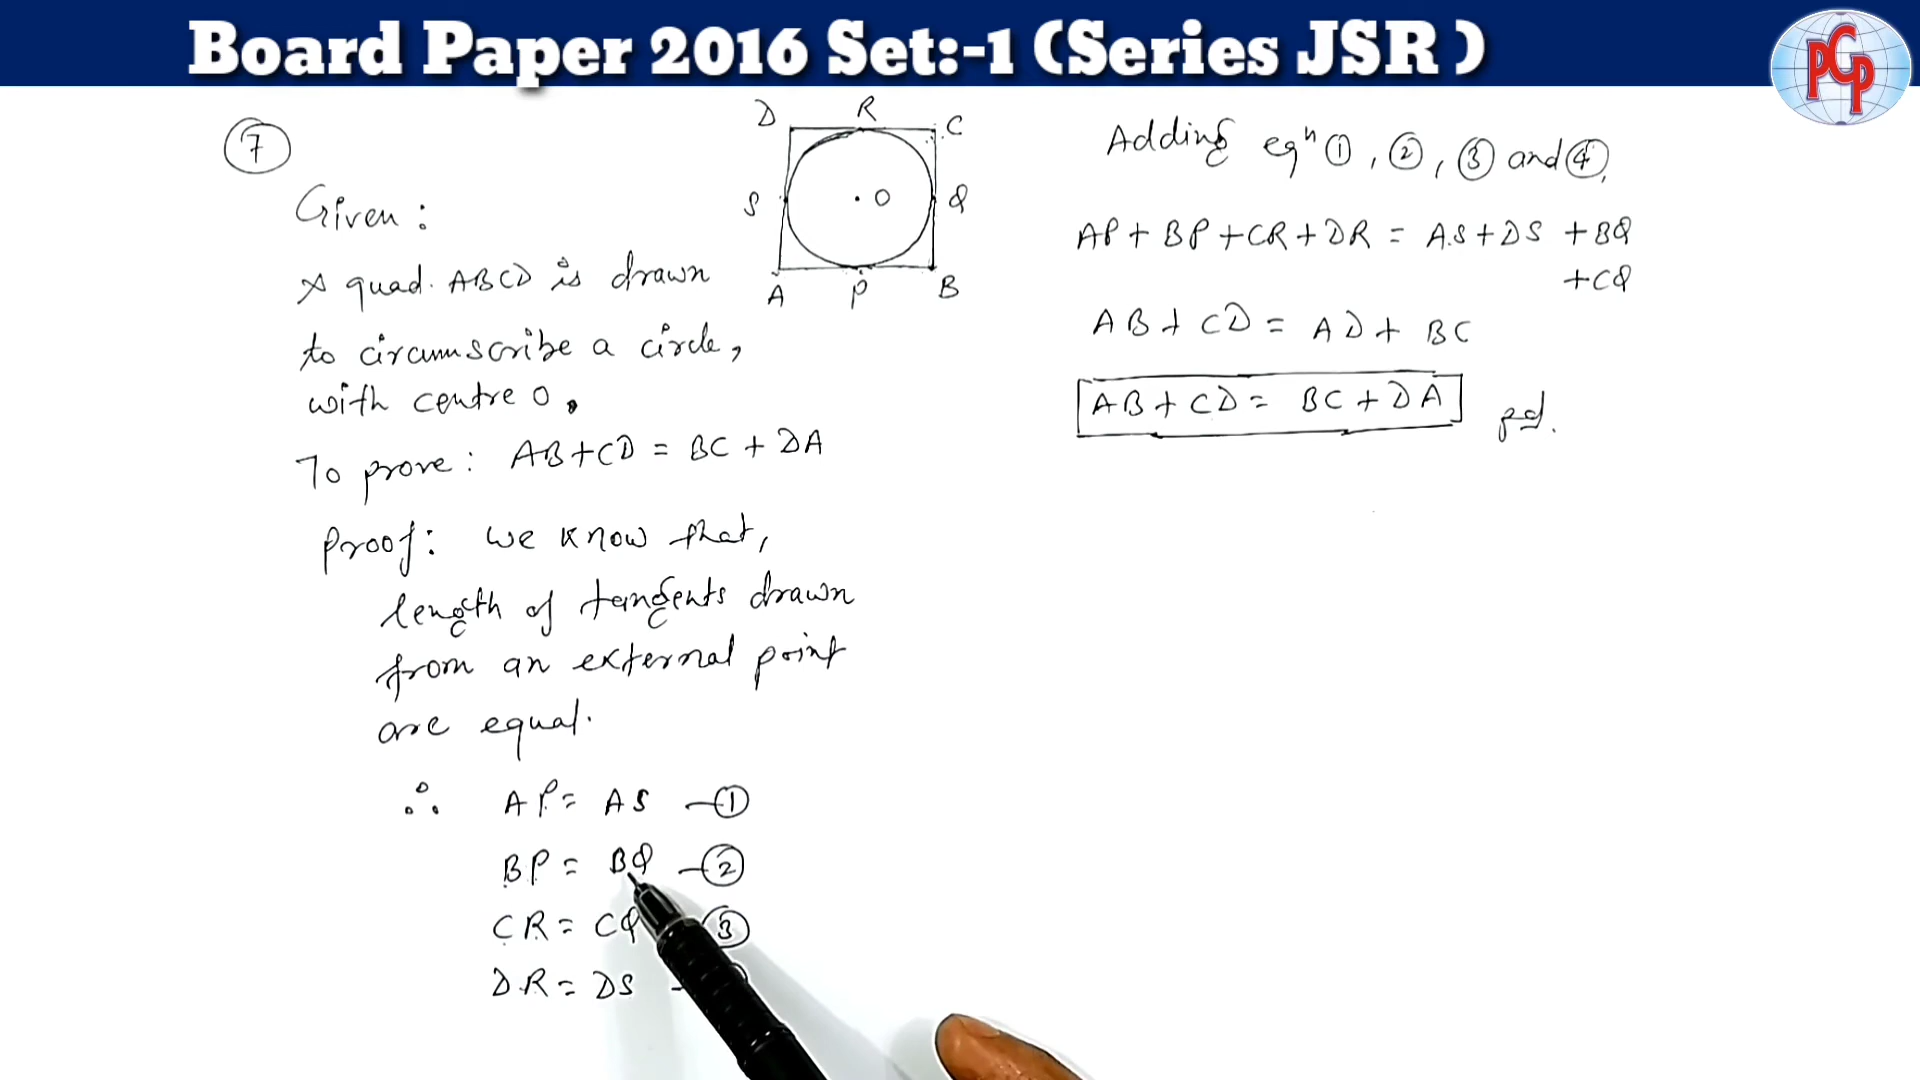 Board Paper 2016 Set:-1 (Series JSR )
PGP
7
D R C
S . O Q
A P B
Given:
A quad. ABCD is drawn
to circumscribe a circle,
with centre O.
To prove: AB+CD = BC + DA
Proof: we know that,
length of tangents drawn
from an external point
are equal.
∴ AP = AS —①
BP = BQ —②
CR = CQ ③
DR = DS -
Adding eqⁿ ①, ②, ③ and ④,
AP + BP + CR + DR = AS + DS + BQ
+ CQ
AB + CD = AD + BC
AB + CD = BC + DA